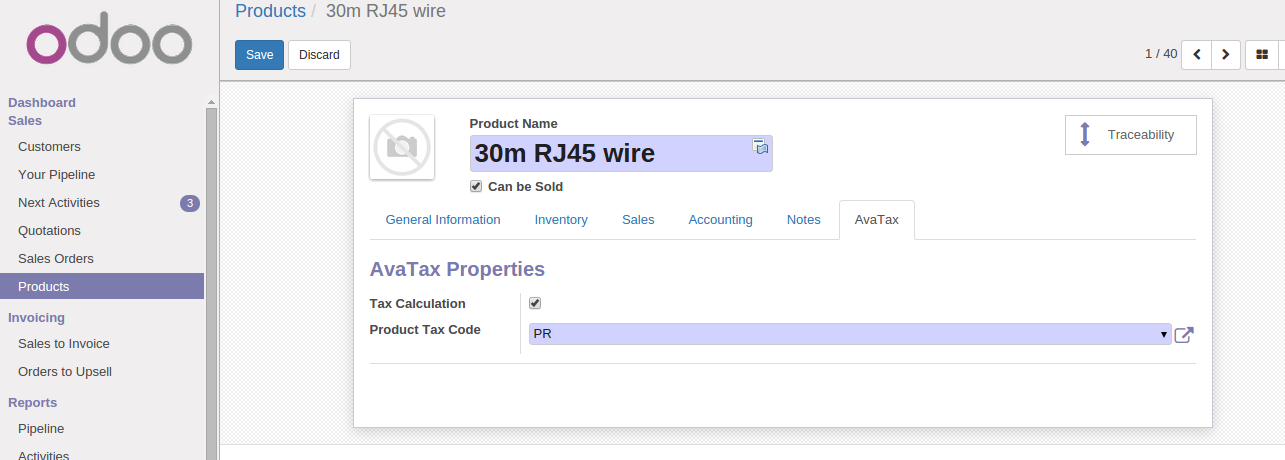 odoo
Dashboard
Sales
Customers
Your Pipeline
Next Activities 3
Quotations
Sales Orders
Products
Invoicing
Sales to Invoice
Orders to Upsell
Reports
Pipeline
Activities
Products / 30m RJ45 wire
Save Discard
1 / 40
Product Name
30m RJ45 wire
Can be Sold
Traceability
General Information Inventory Sales Accounting Notes AvaTax
AvaTax Properties
Tax Calculation
Product Tax Code PR